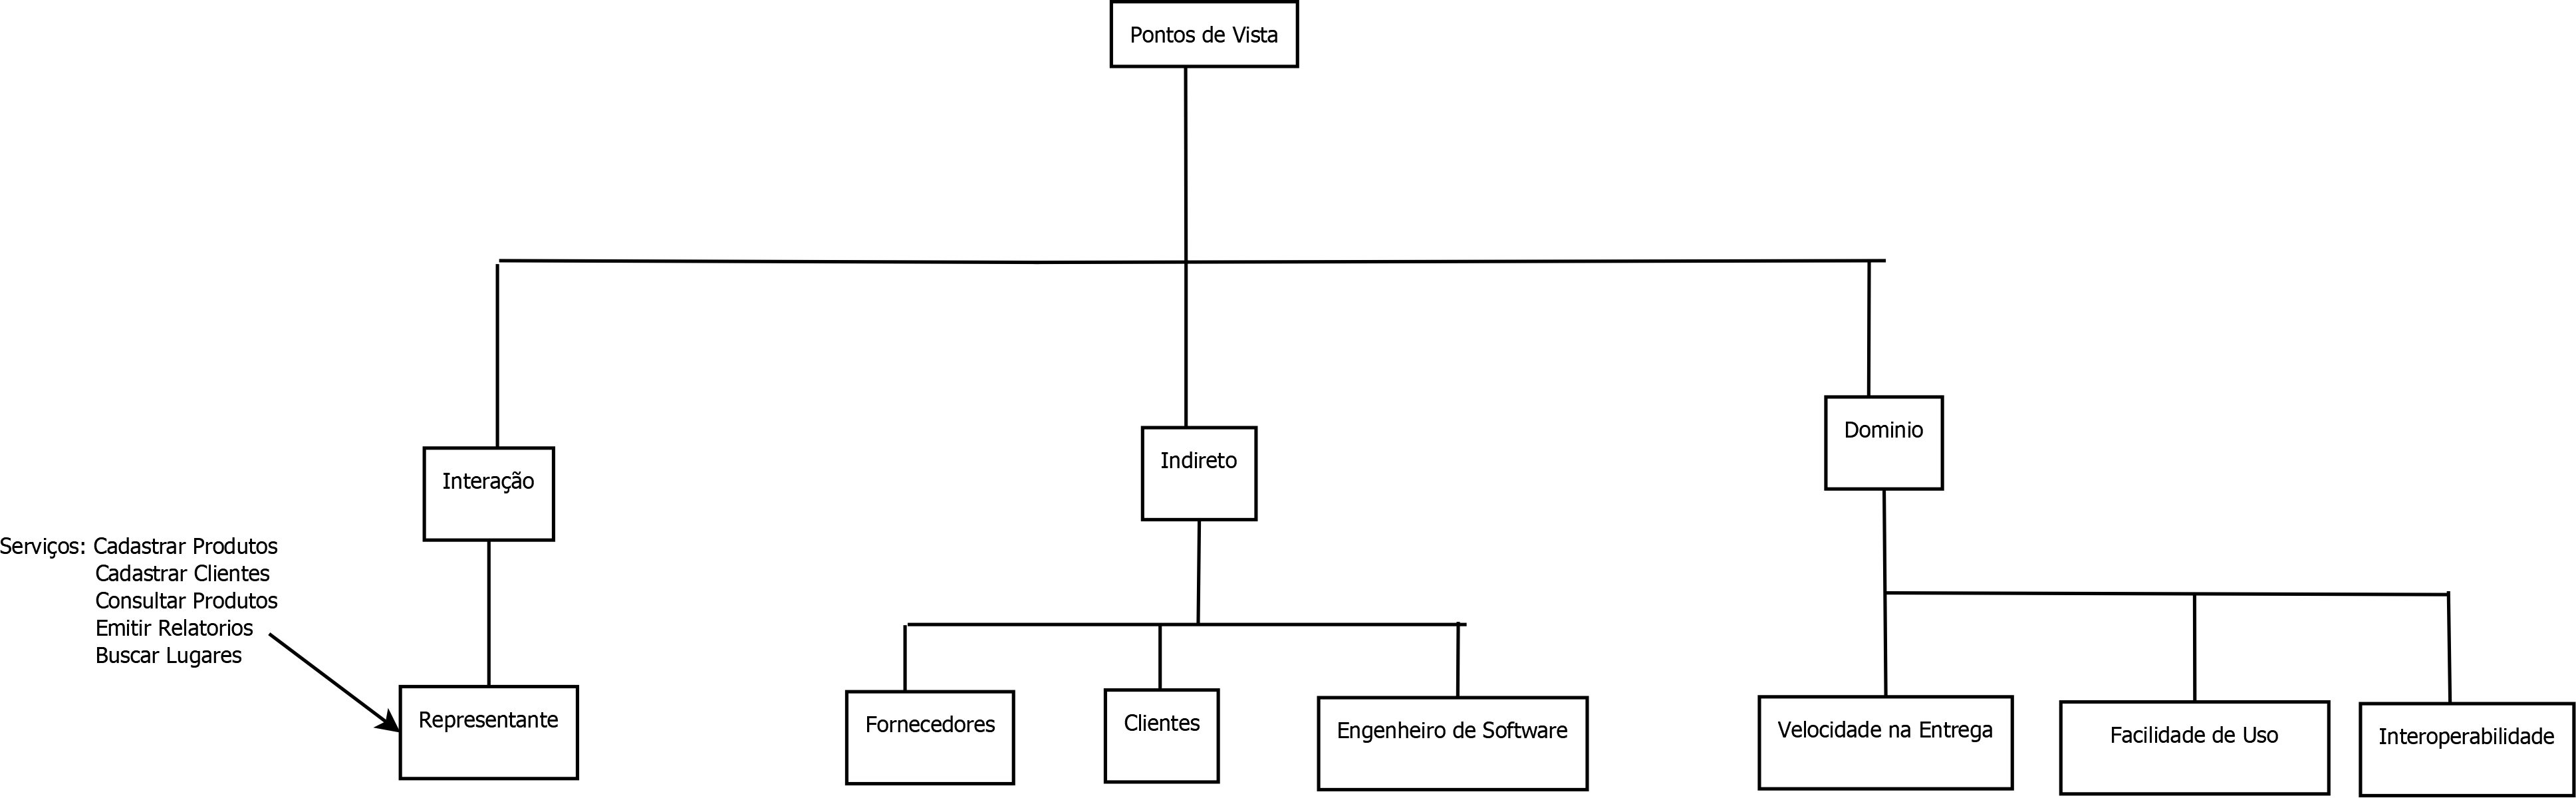 Pontos de Vista
Interação
Indireto
Dominio
Serviços: Cadastrar Produtos
Cadastrar Clientes
Consultar Produtos
Emitir Relatorios
Buscar Lugares
Representante
Fornecedores
Clientes
Engenheiro de Software
Velocidade na Entrega
Facilidade de Uso
Interoperabilidade